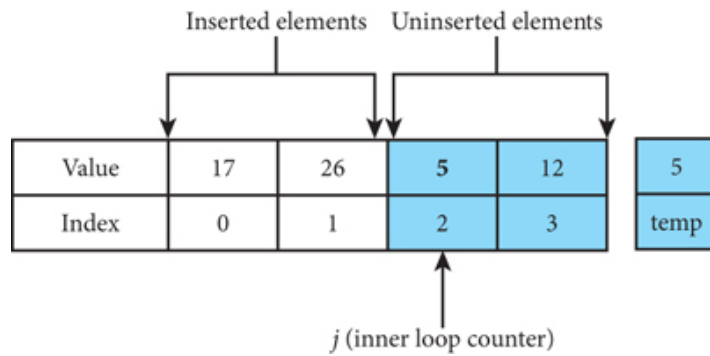 Inserted elements Uninserted elements
Value 17 26 5 12 5
Index 0 1 2 3 temp
j (inner loop counter)